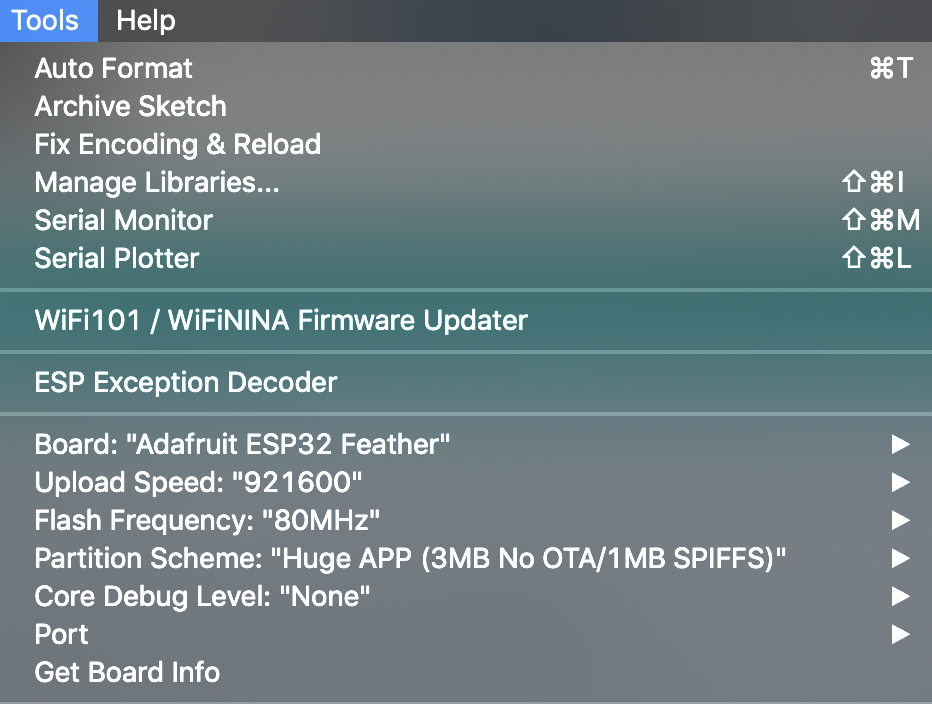 Tools Help
Auto Format ⌘T
Archive Sketch
Fix Encoding & Reload
Manage Libraries... ⇧⌘I
Serial Monitor ⇧⌘M
Serial Plotter ⇧⌘L
WiFi101 / WiFiNINA Firmware Updater
ESP Exception Decoder
Board: "Adafruit ESP32 Feather" ▶
Upload Speed: "921600" ▶
Flash Frequency: "80MHz" ▶
Partition Scheme: "Huge APP (3MB No OTA/1MB SPIFFS)" ▶
Core Debug Level: "None" ▶
Port ▶
Get Board Info